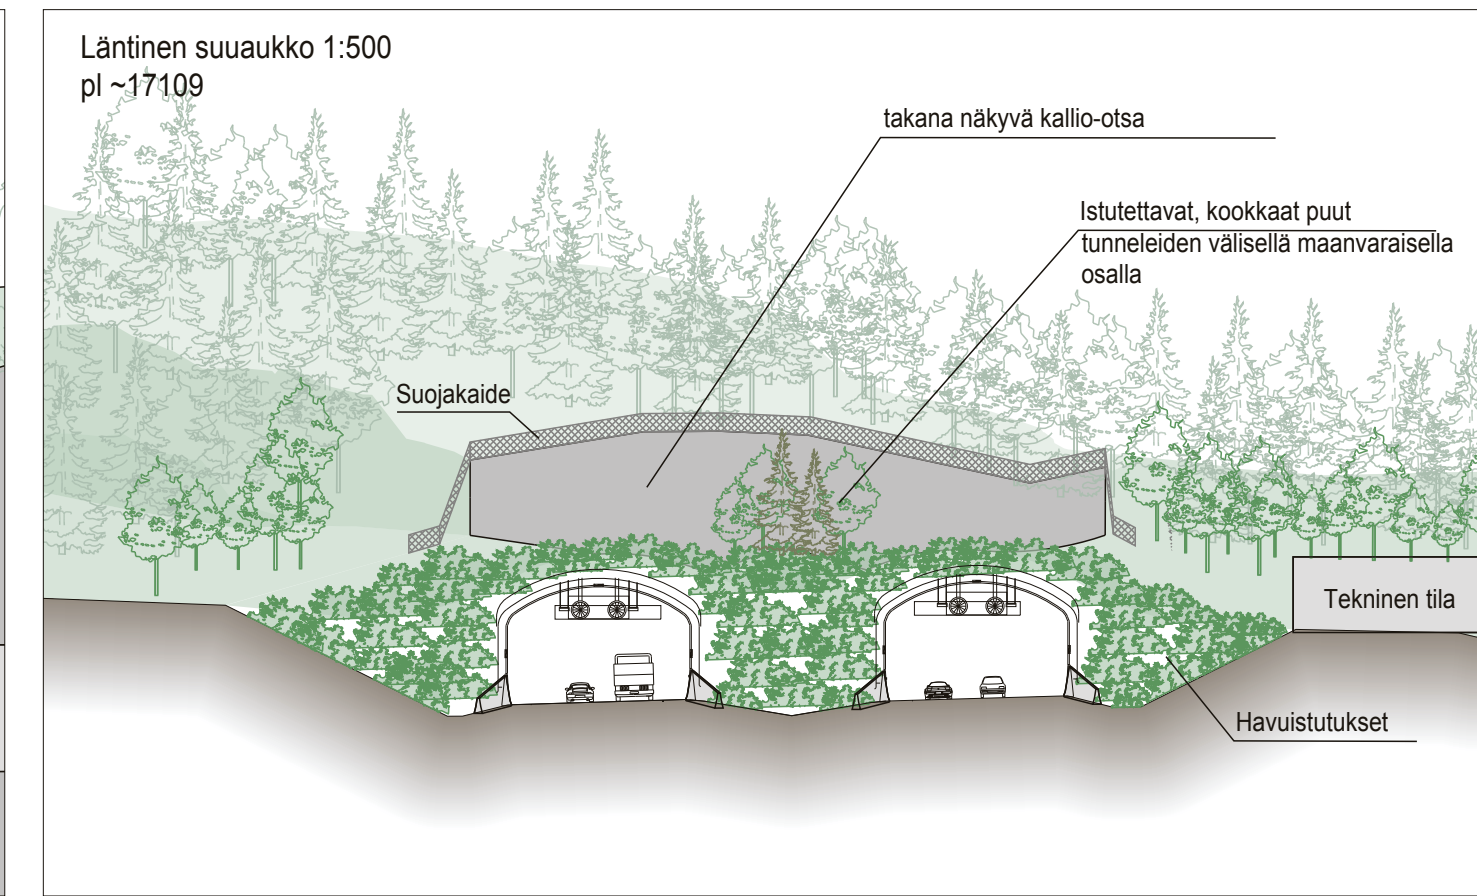 Läntinen suuaukko 1:500
pl ~17109
takana näkyvä kallio-otsa
Istutettavat, kookkaat puut
tunneleiden välisellä maanvaraisella
osalla
Suojakaide
Tekninen tila
Havuistutukset